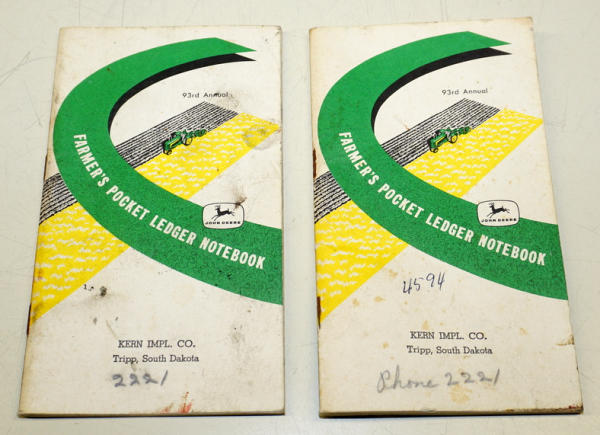 93rd Annual
FARMER'S POCKET LEDGER NOTEBOOK
JOHN DEERE
KERN IMPL. CO.
Tripp, South Dakota
2221
93rd Annual
FARMER'S POCKET LEDGER NOTEBOOK
JOHN DEERE
4594
KERN IMPL. CO.
Tripp, South Dakota
Phone 2221